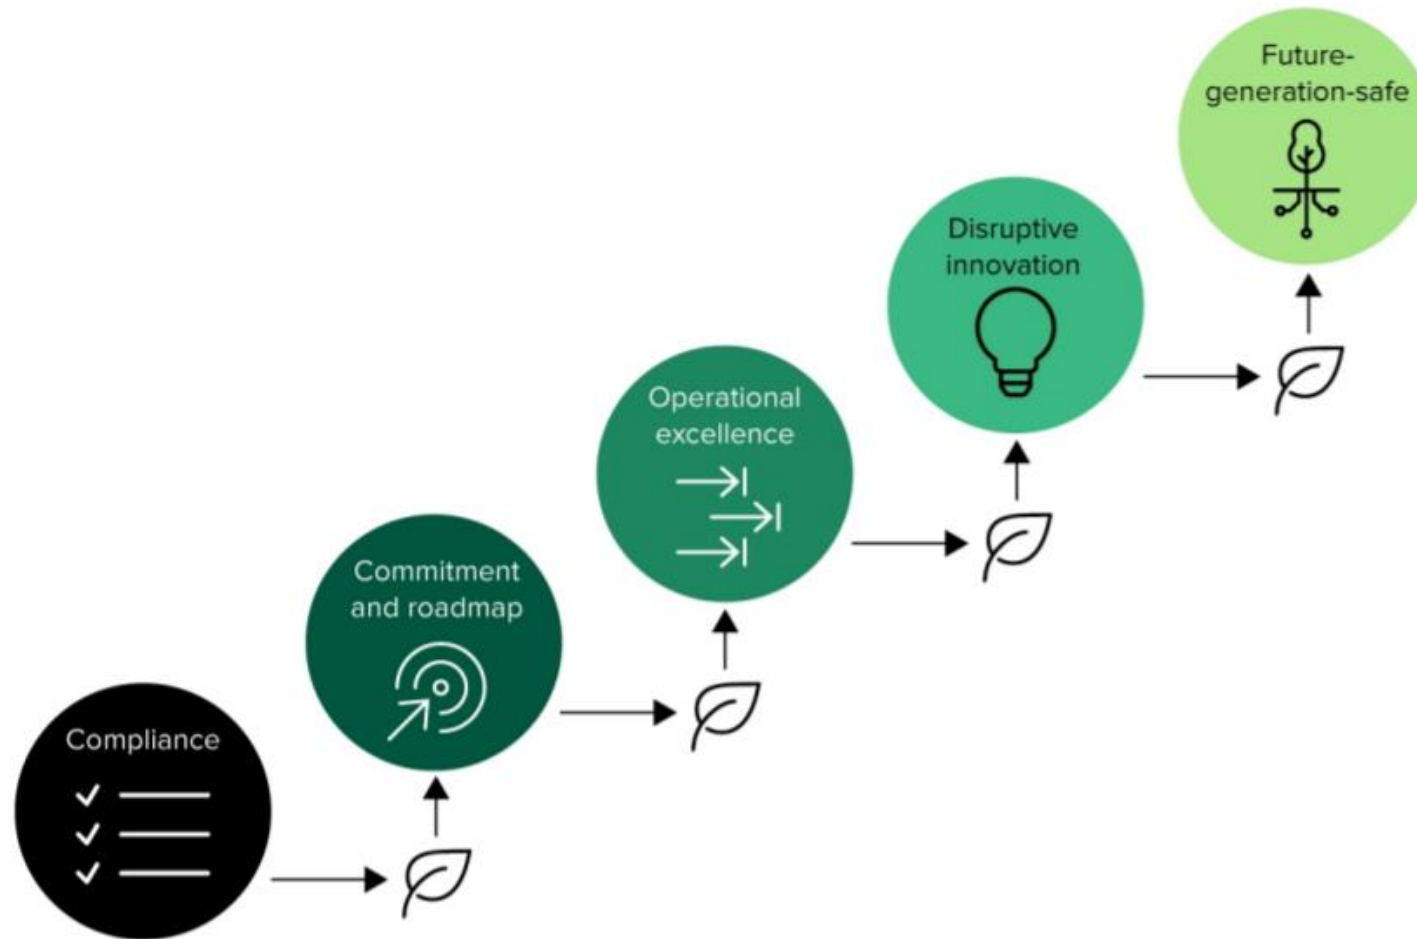 Future-
generation-safe
Disruptive
innovation
Operational
excellence
Commitment
and roadmap
Compliance